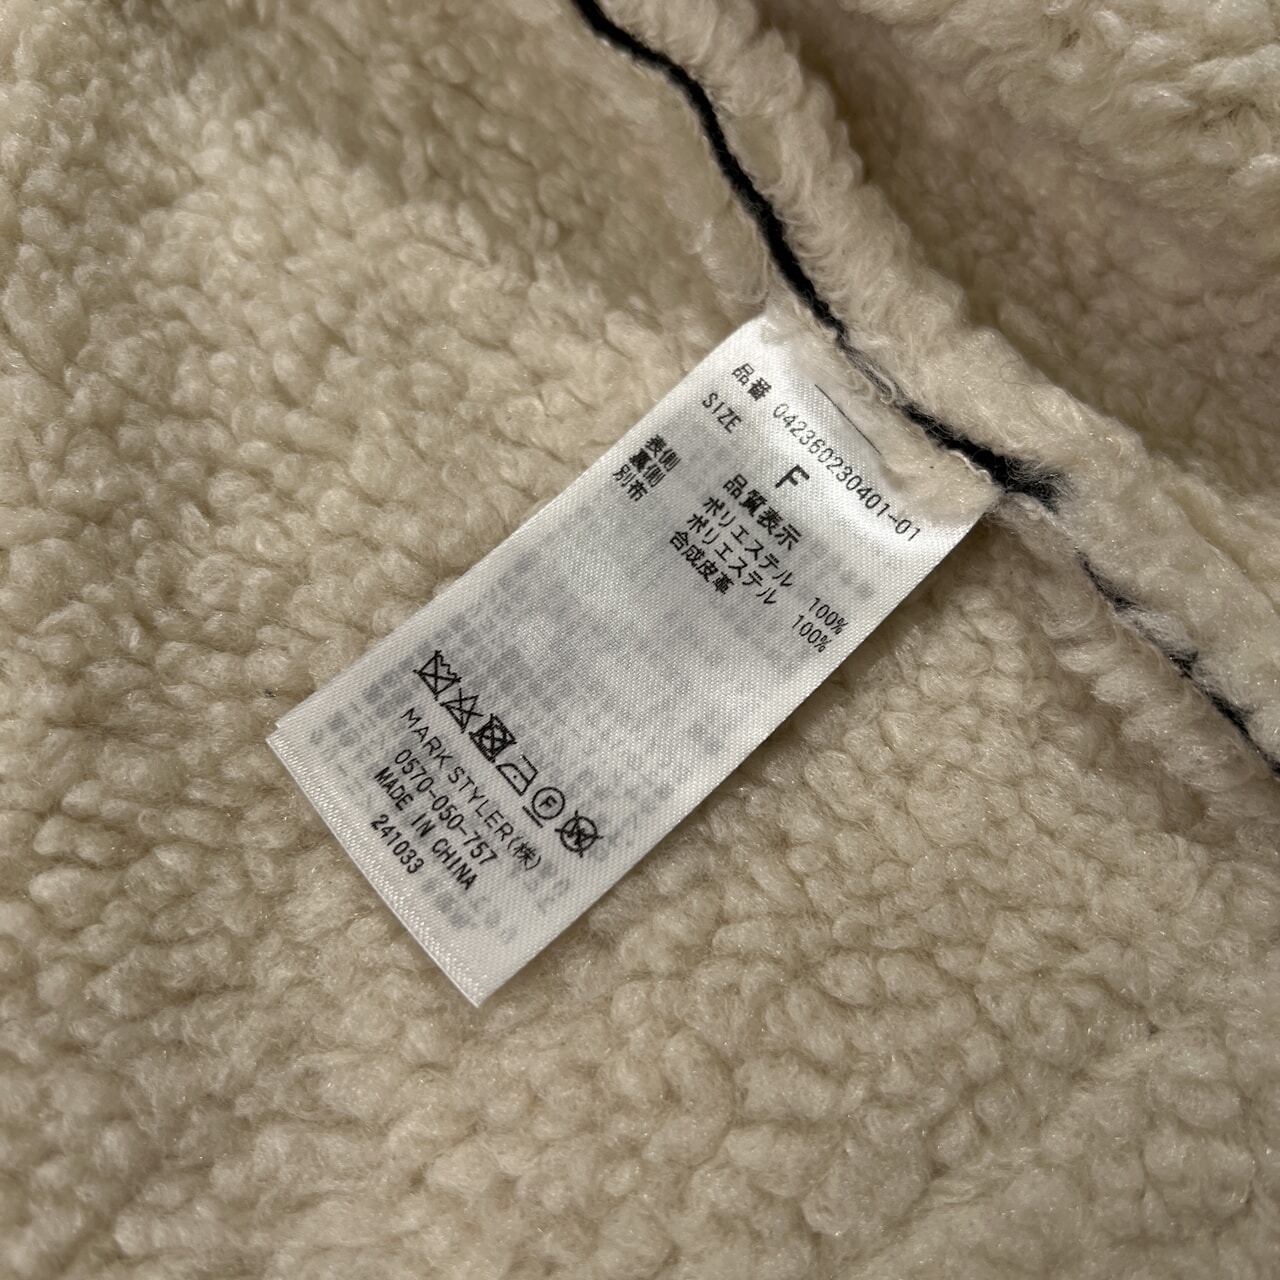 品番 042360230401-01
SIZE F
品質表示
表側 ポリエステル 100%
裏側 ポリエステル 100%
別布 合成皮革
MARK STYLER(株)
0570-050-757
MADE IN CHINA
241033